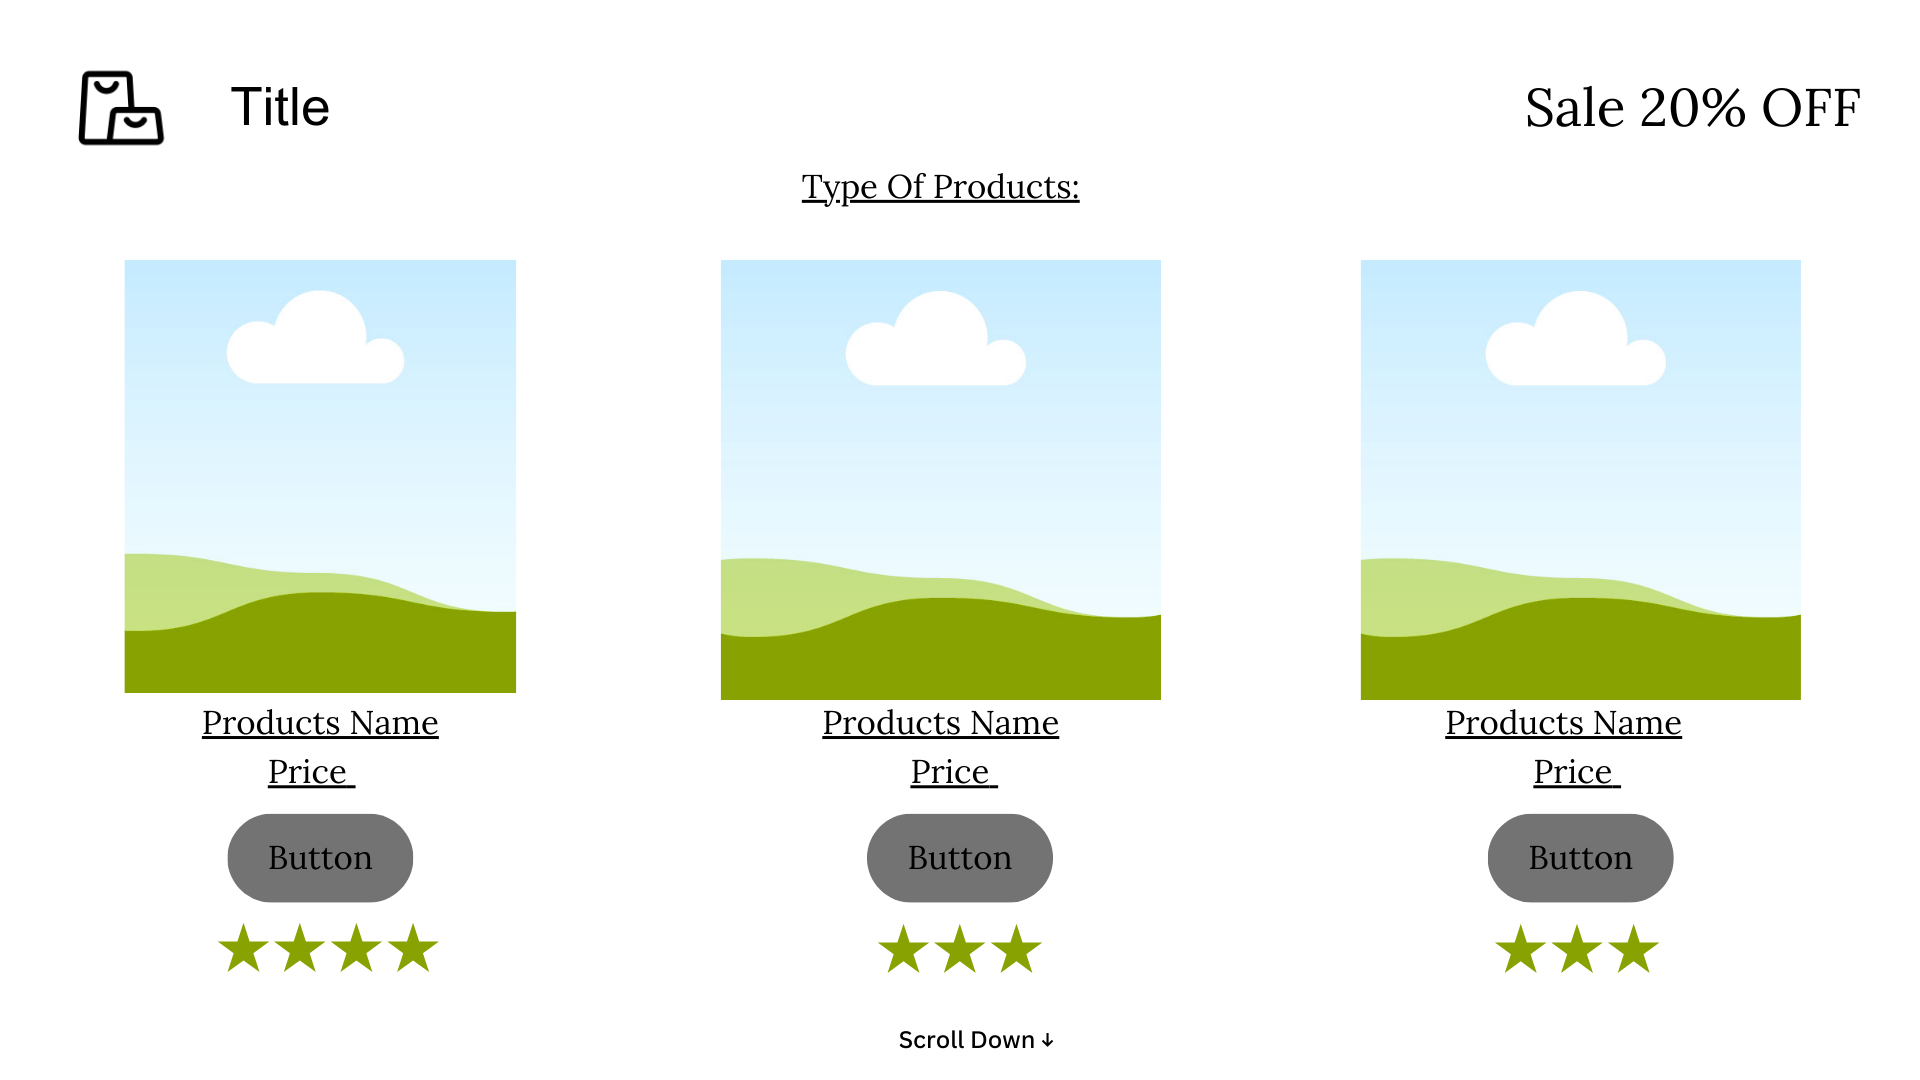 Title
Sale 20% OFF
Type Of Products:
Products Name
Price
Button
Products Name
Price
Button
Products Name
Price
Button
Scroll Down ↓